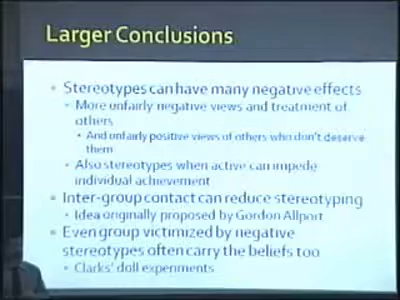 Larger Conclusions
Stereotypes can have many negative effects
More unfairly negative views and treatment of
others
And unfairly positive views of others who don't deserve
them
Also stereotypes when active can impede
individual achievement
Inter-group contact can reduce stereotyping
Idea originally proposed by Gordon Allport
Even group victimized by negative
stereotypes often carry the beliefs too
Clarks' doll experiments